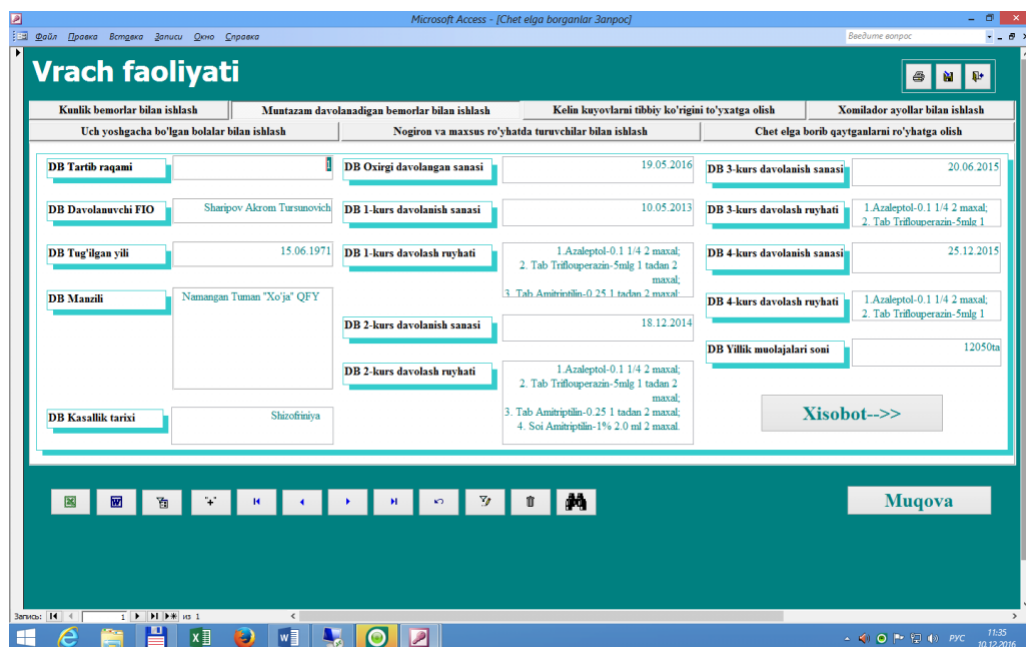 Microsoft Access - [Chet elga borganlar Запрос]
Файл Правка Вставка Записи Окно Справка
Введите вопрос
Vrach faoliyati
Kunlik bemorlar bilan ishlash
Muntazam davolanadigan bemorlar bilan ishlash
Kelin kuyovlarni tibbiy ko'rigini to'yxatga olish
Xomilador ayollar bilan ishlash
Uch yoshgacha bo'lgan bolalar bilan ishlash
Nogiron va maxsus ro'yhatda turuvchilar bilan ishlash
Chet elga borib qaytganlarni ro'yhatga olish
DB Tartib raqami
1
DB Davolanuvchi FIO
Sharipov Akrom Tursunovich
DB Tug'ilgan yili
15.06.1971
DB Manzili
Namangan Tuman "Xo'ja" QFY
DB Kasallik tarixi
Shizofriniya
DB Oxirgi davolangan sanasi
19.05.2016
DB 1-kurs davolanish sanasi
10.05.2013
DB 1-kurs davolash ruyhati
1.Azaleptol-0.1 1/4 2 maxal;
2. Tab Triflouperazin-5mlg 1 tadan 2
maxal;
3. Tab Amitriptilin-0.25 1 tadan 2 maxal;
DB 2-kurs davolanish sanasi
18.12.2014
DB 2-kurs davolash ruyhati
1.Azaleptol-0.1 1/4 2 maxal;
2. Tab Triflouperazin-5mlg 1 tadan 2
maxal;
3. Tab Amitriptilin-0.25 1 tadan 2 maxal;
4. Soi Amitriptilin-1% 2.0 ml 2 maxal.
DB 3-kurs davolanish sanasi
20.06.2015
DB 3-kurs davolash ruyhati
1.Azaleptol-0.1 1/4 2 maxal;
2. Tab Triflouperazin-5mlg 1
DB 4-kurs davolanish sanasi
25.12.2015
DB 4-kurs davolash ruyhati
1.Azaleptol-0.1 1/4 2 maxal;
2. Tab Triflouperazin-5mlg 1
DB Yillik muolajalari soni
12050ta
Xisobot-->>
Muqova
Запись: 1 из 1
РУС
11:35
10.12.2016